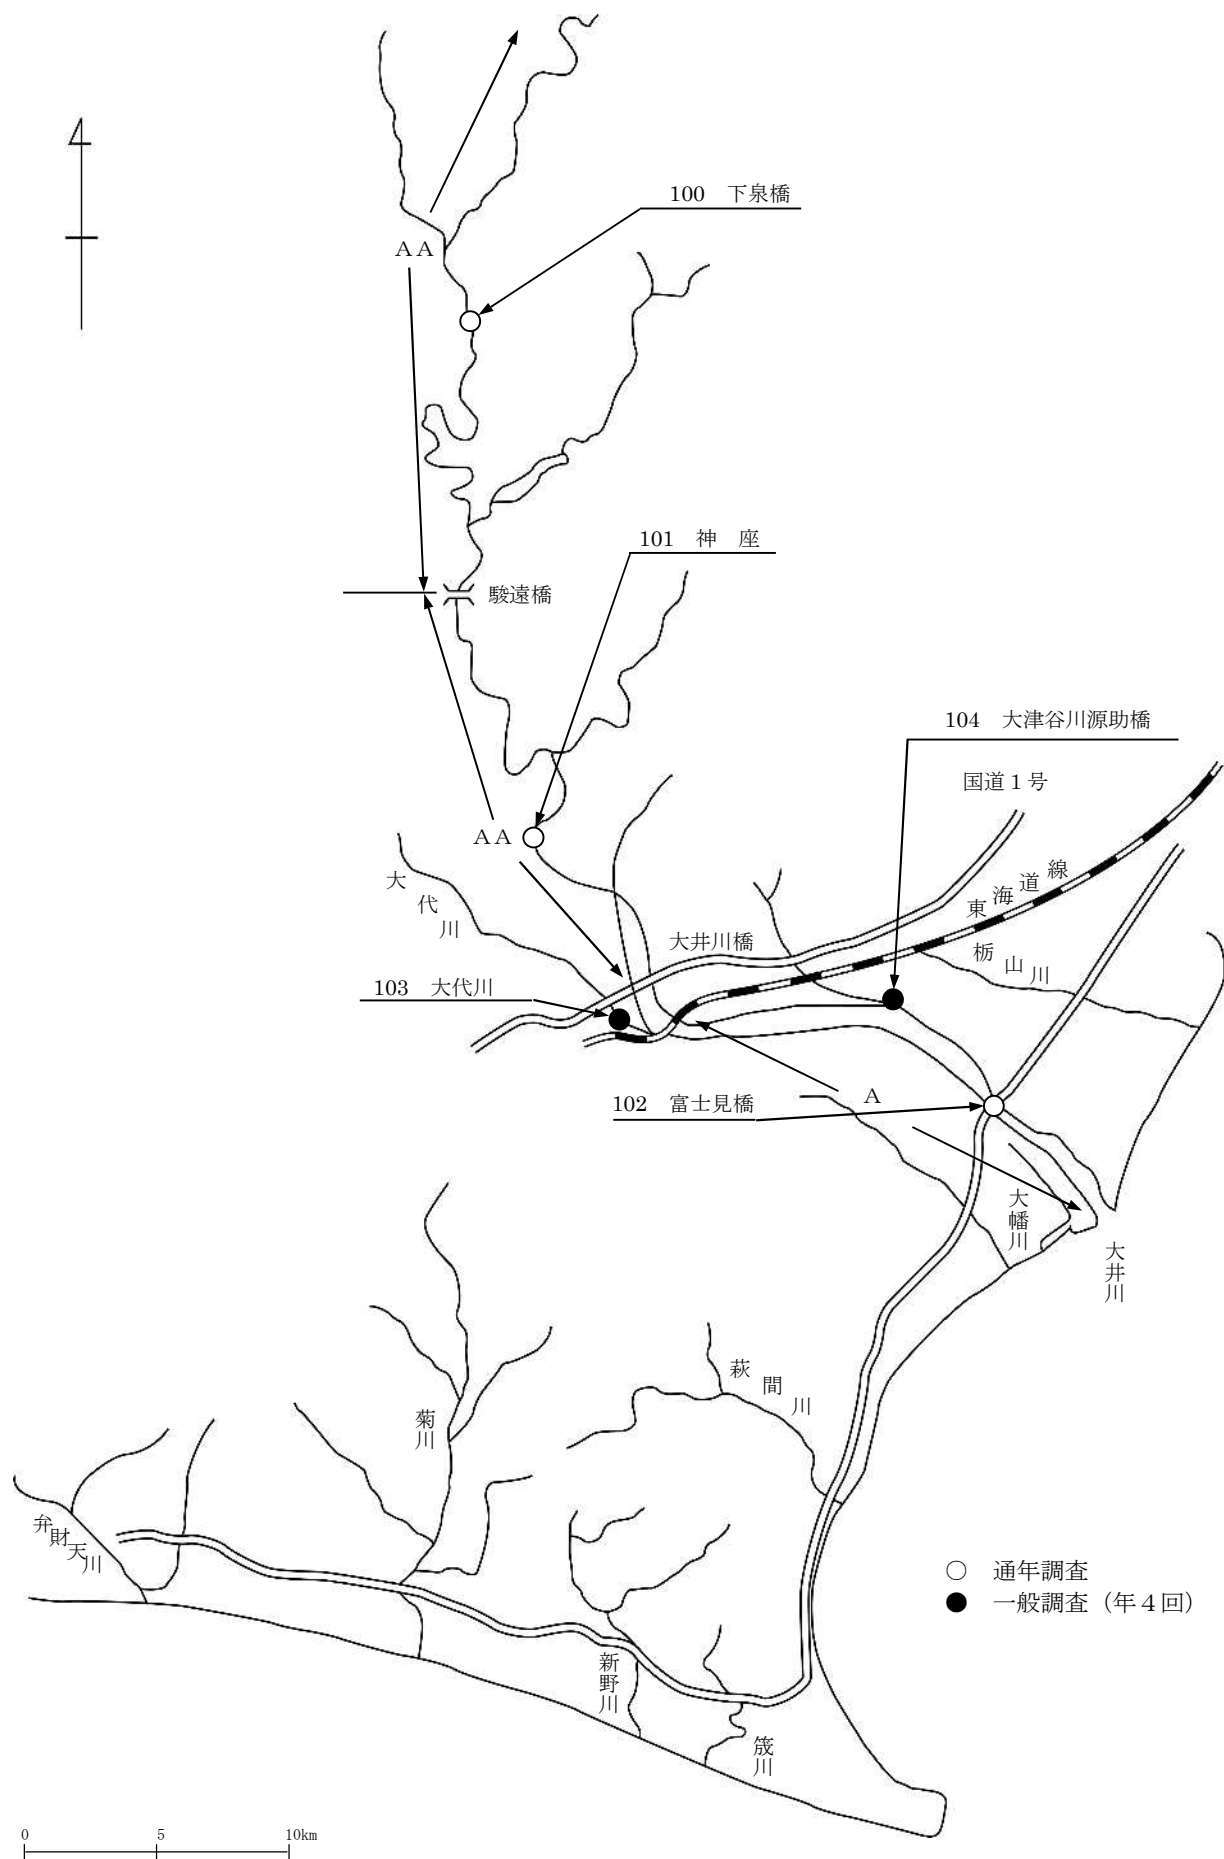 100　下泉橋
ＡＡ
101　神　座
駿遠橋
104　大津谷川源助橋
国道１号
ＡＡ
大代川
東海道線
大井川橋
栃山川
103　大代川
Ａ
102　富士見橋
大幡川
大井川
萩間川
菊川
弁財天川
○　通年調査
●　一般調査（年４回）
新野川
筬川
0　5　10km